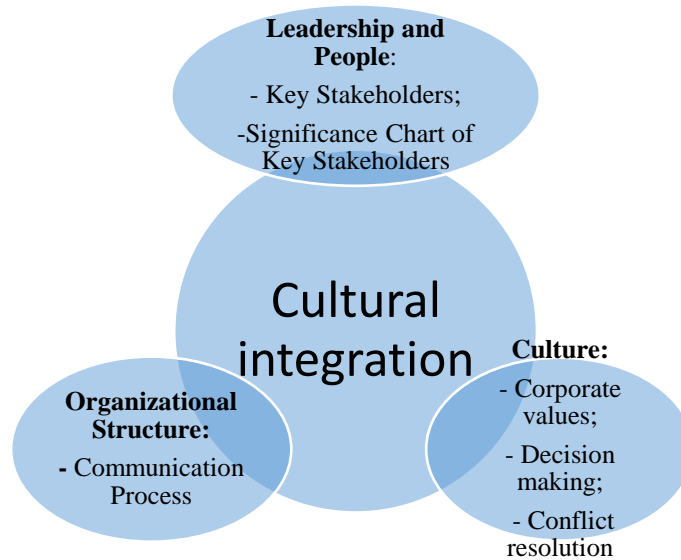 Leadership and
People:
- Key Stakeholders;
-Significance Chart of
Key Stakeholders
Cultural
integration
Organizational
Structure:
- Communication
Process
Culture:
- Corporate
values;
- Decision
making;
- Conflict
resolution